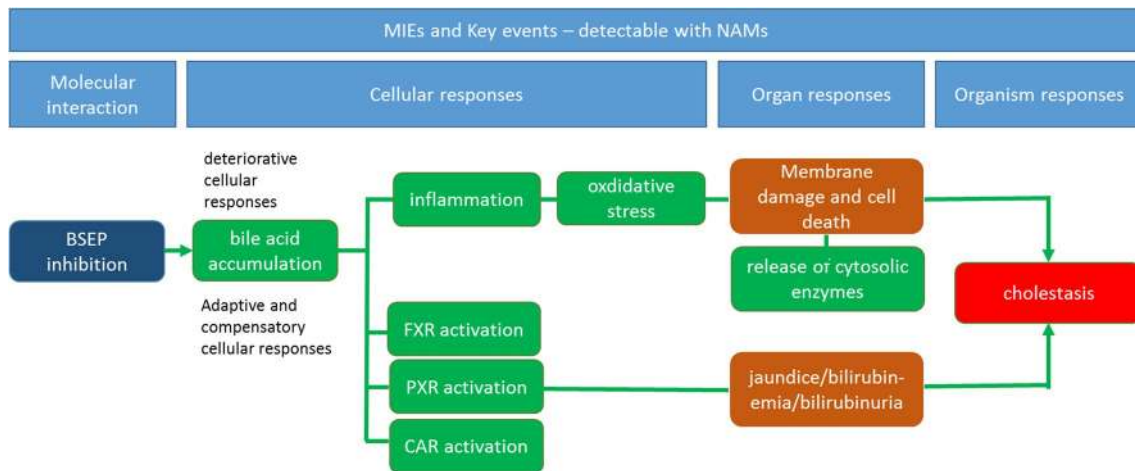 MIEs and Key events – detectable with NAMs
Molecular
interaction
Cellular responses
Organ responses
Organism responses
deteriorative
cellular
responses
BSEP
inhibition
bile acid
accumulation
Adaptive and
compensatory
cellular responses
inflammation
oxdidative
stress
Membrane
damage and cell
death
release of cytosolic
enzymes
cholestasis
FXR activation
PXR activation
CAR activation
jaundice/bilirubin-
emia/bilirubinuria